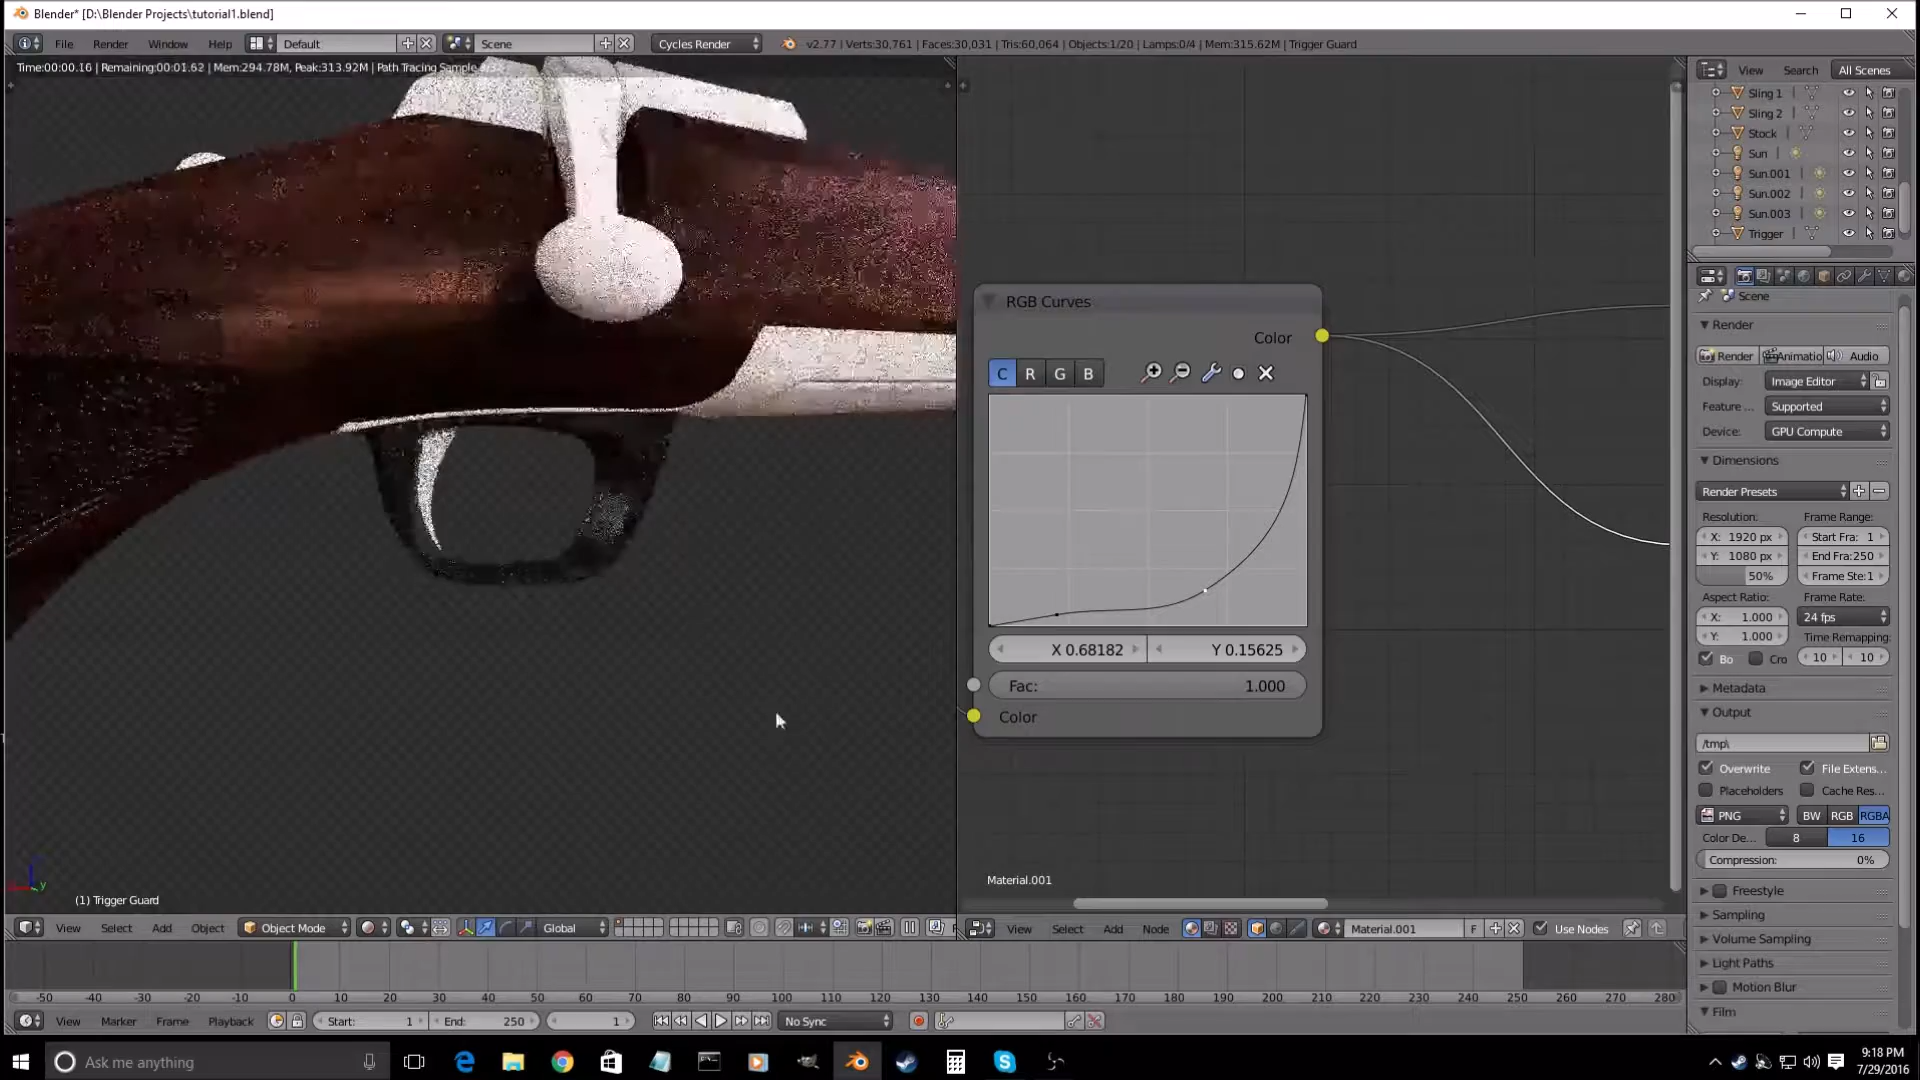 Blender* [D:\Blender Projects\tutorial1.blend]
File Render Window Help Default Scene Cycles Render v2.77 | Verts:30,761 | Faces:30,031 | Tris:60,064 | Objects:1/20 | Lamps:0/4 | Mem:315.62M | Trigger Guard
Time:00:00.16 | Remaining:00:01.62 | Mem:294.78M, Peak:313.92M | Path Tracing Sample
View Search All Scenes
Sling 1
Sling 2
Stock
Sun
Sun.001
Sun.002
Sun.003
Trigger
Scene
Render
Render Animatio Audio
Display: Image Editor
Feature ... Supported
Device: GPU Compute
Dimensions
Render Presets
Resolution: Frame Range:
X: 1920 px Start Fra: 1
Y: 1080 px End Fra:250
50% Frame Ste:1
Aspect Ratio: Frame Rate:
X: 1.000 24 fps
Y: 1.000 Time Remapping:
Bo Cro 10 10
Metadata
Output
/tmp\
Overwrite File Extens...
Placeholders Cache Res...
PNG BW RGB RGBA
Color De... 8 16
Compression: 0%
Freestyle
Sampling
Volume Sampling
Light Paths
Motion Blur
Film
RGB Curves
Color
C R G B
X 0.68182 Y 0.15625
Fac: 1.000
Color
Material.001
y
(1) Trigger Guard
View Select Add Object Object Mode Global
View Select Add Node Material.001 F Use Nodes
-50 -40 -30 -20 -10 0 10 20 30 40 50 60 70 80 90 100 110 120 130 140 150 160 170 180 190 200 210 220 230 240 250 260 270 280
View Marker Frame Playback Start: 1 End: 250 1 No Sync
Ask me anything
9:18 PM
7/29/2016